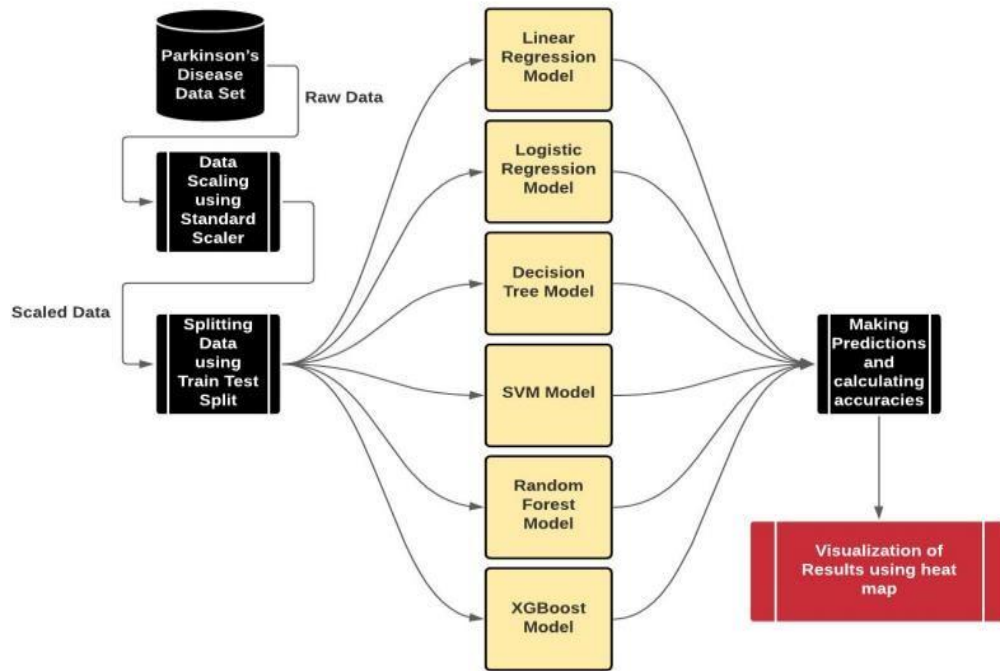 Parkinson's
Disease
Data Set
Raw Data
Data
Scaling
using
Standard
Scaler
Scaled Data
Splitting
Data
using
Train Test
Split
Linear
Regression
Model
Logistic
Regression
Model
Decision
Tree Model
SVM Model
Random
Forest
Model
XGBoost
Model
Making
Predictions
and
calculating
accuracies
Visualization of
Results using heat
map